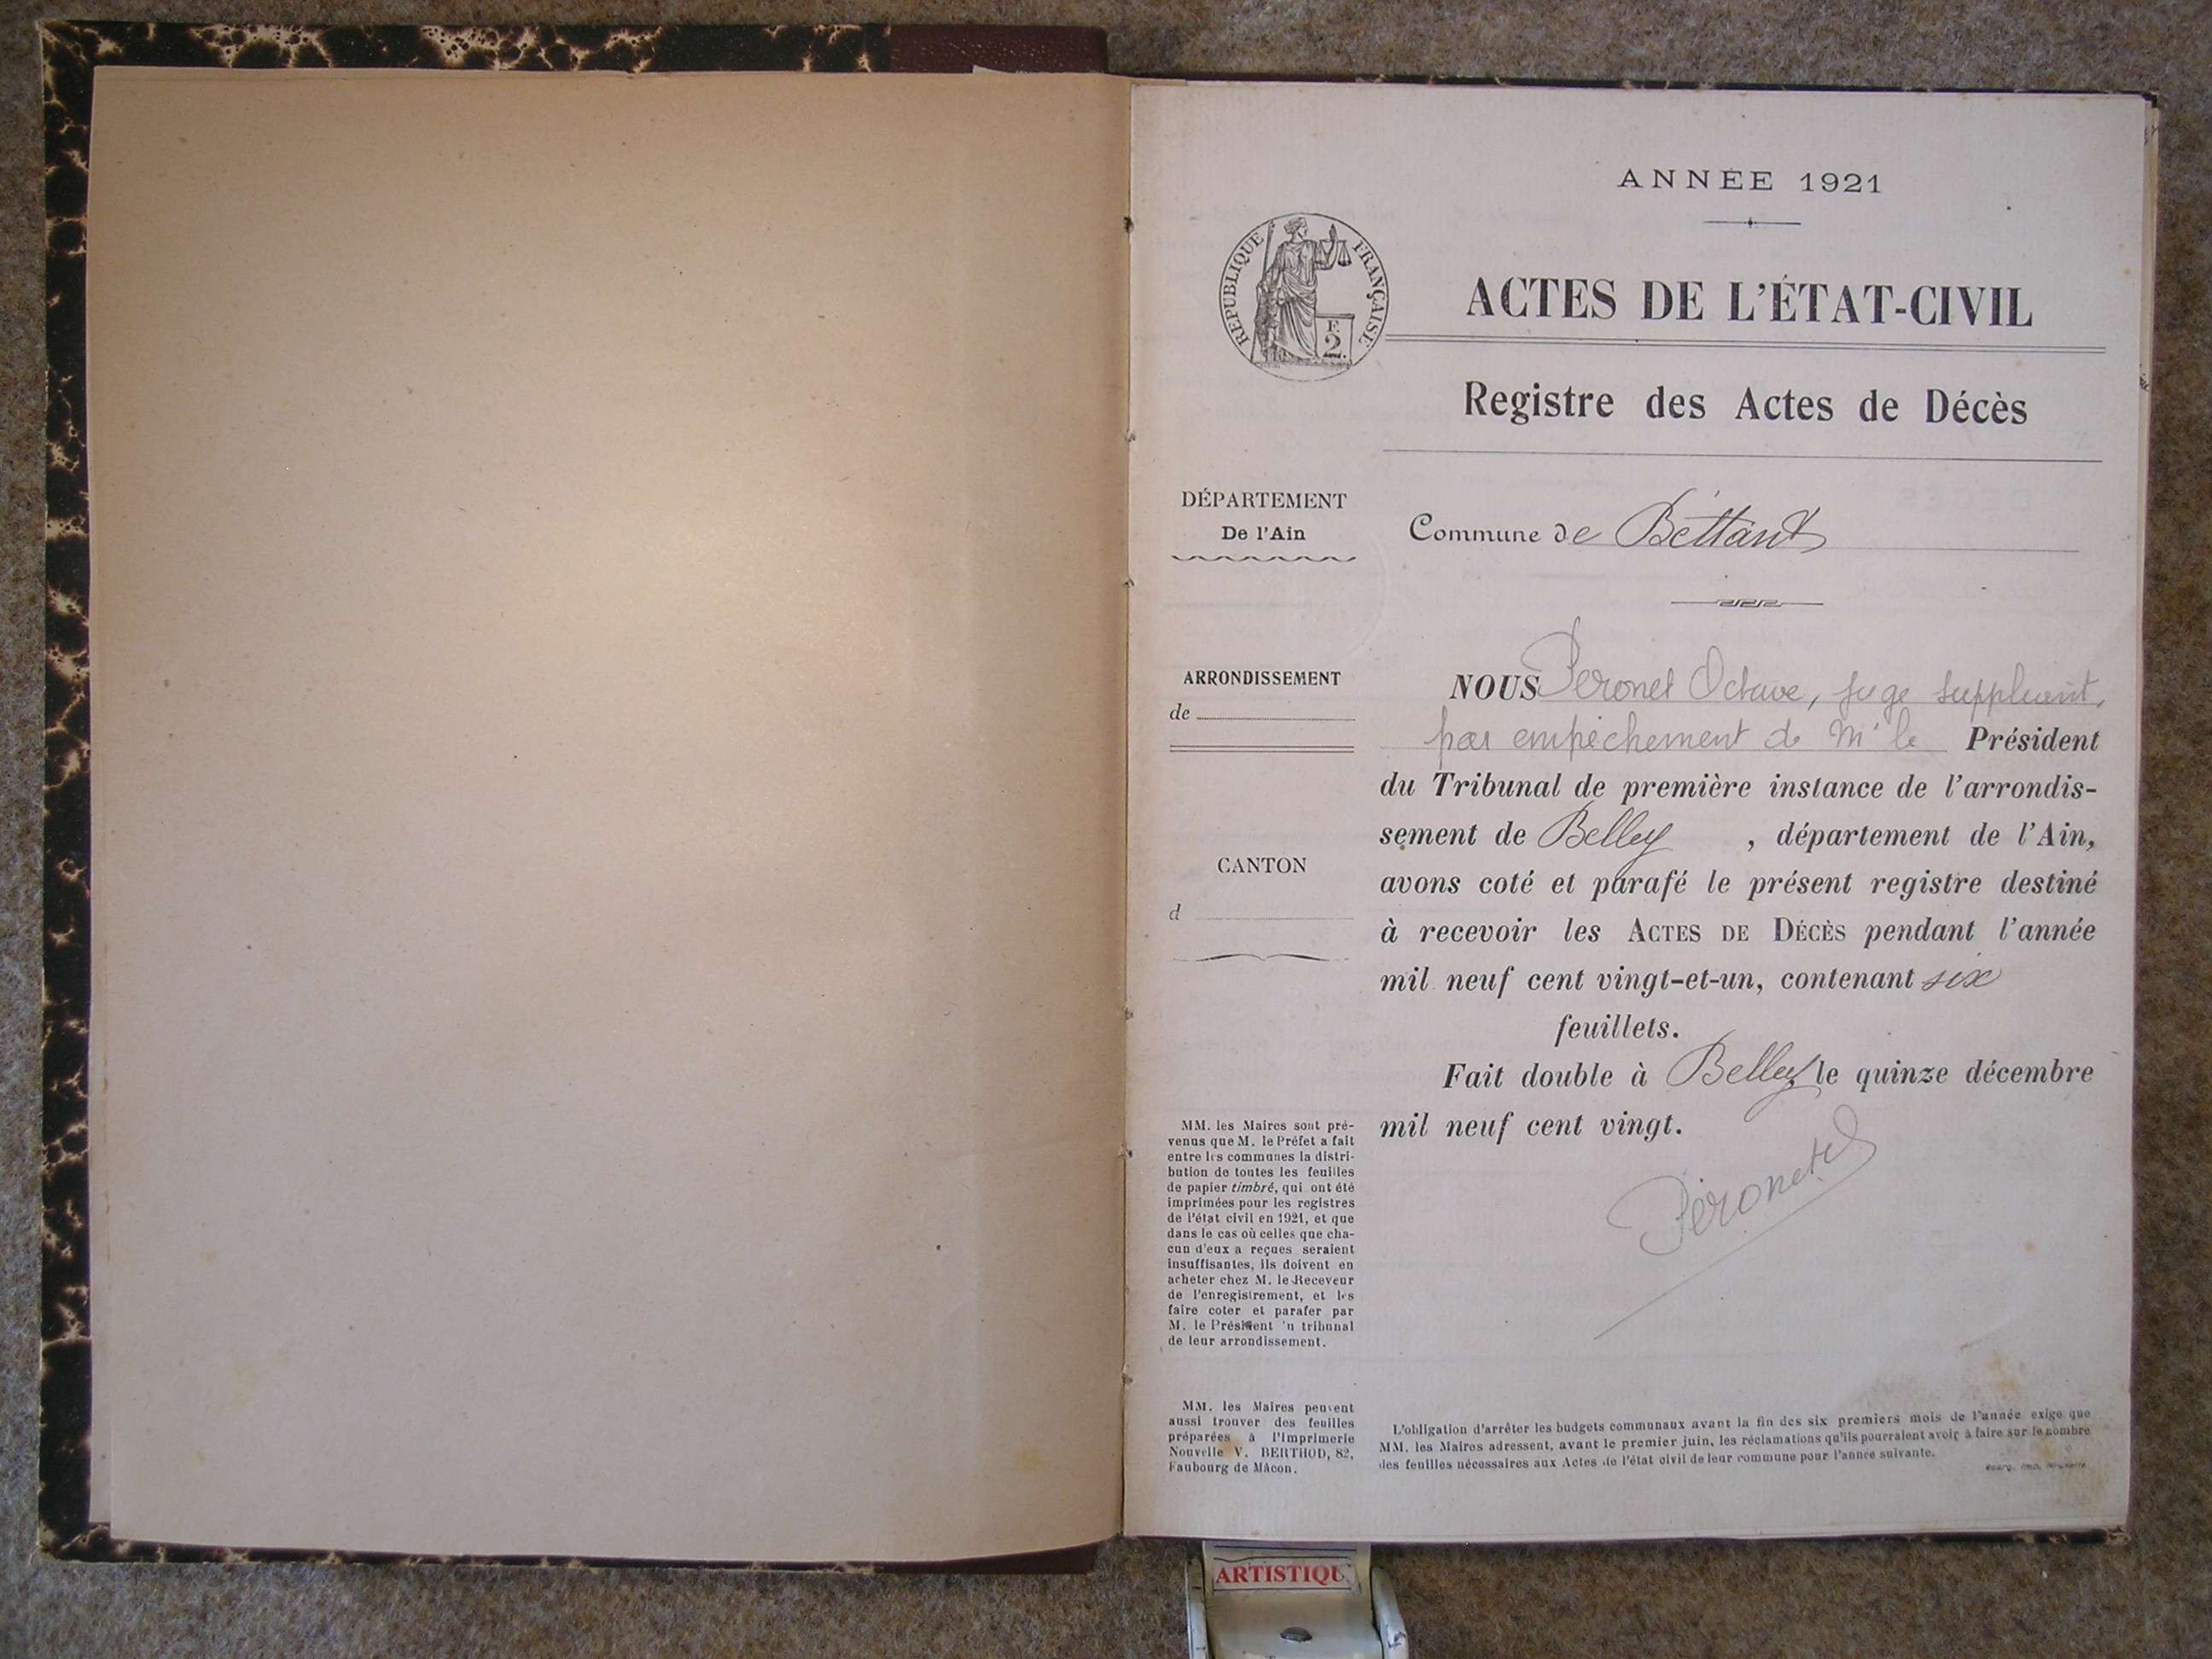 ANNÉE 1921
RÉPUBLIQUE FRANÇAISE
F.
2.
ACTES DE L'ÉTAT-CIVIL
Registre des Actes de Décès
DÉPARTEMENT
De l'Ain
Commune de Bettant
ARRONDISSEMENT
de
CANTON
d
NOUS Peronet Octave, juge suppléant,
par empêchement de Mr le Président
du Tribunal de première instance de l'arrondis-
sement de Belley , département de l'Ain,
avons coté et parafé le présent registre destiné
à recevoir les ACTES DE DÉCÈS pendant l'année
mil neuf cent vingt-et-un, contenant six
feuillets.
Fait double à Belley le quinze décembre
mil neuf cent vingt.
Péronet
MM. les Maires sont pré-
venus que M. le Préfet a fait
entre les communes la distri-
bution de toutes les feuilles
de papier timbré, qui ont été
imprimées pour les registres
de l'état civil en 1921, et que
dans le cas où celles que cha-
cun d'eux a reçues seraient
insuffisantes, ils doivent en
acheter chez M. le Receveur
de l'enregistrement, et les
faire coter et parafer par
M. le Président 'u tribunal
de leur arrondissement.
MM. les Maires peuvent
aussi trouver des feuilles
préparées à l'Imprimerie
Nouvelle V. BERTHOD, 82,
Faubourg de Mâcon.
L'obligation d'arrêter les budgets communaux avant la fin des six premiers mois de l'année exige que
MM. les Maires adressent, avant le premier juin, les réclamations qu'ils pourraient avoir à faire sur le nombre
des feuilles nécessaires aux Actes de l'état civil de leur commune pour l'année suivante.
ARTISTIQU